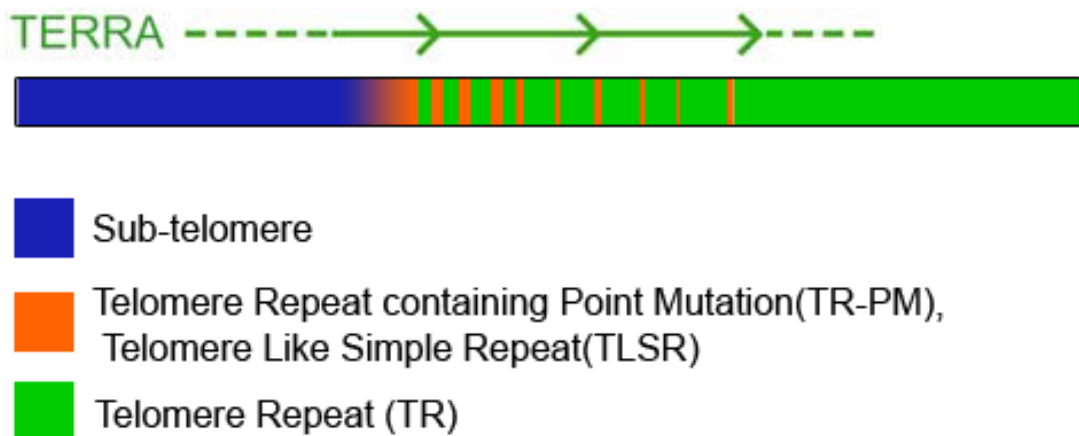 TERRA
Sub-telomere
Telomere Repeat containing Point Mutation(TR-PM),
Telomere Like Simple Repeat(TLSR)
Telomere Repeat (TR)